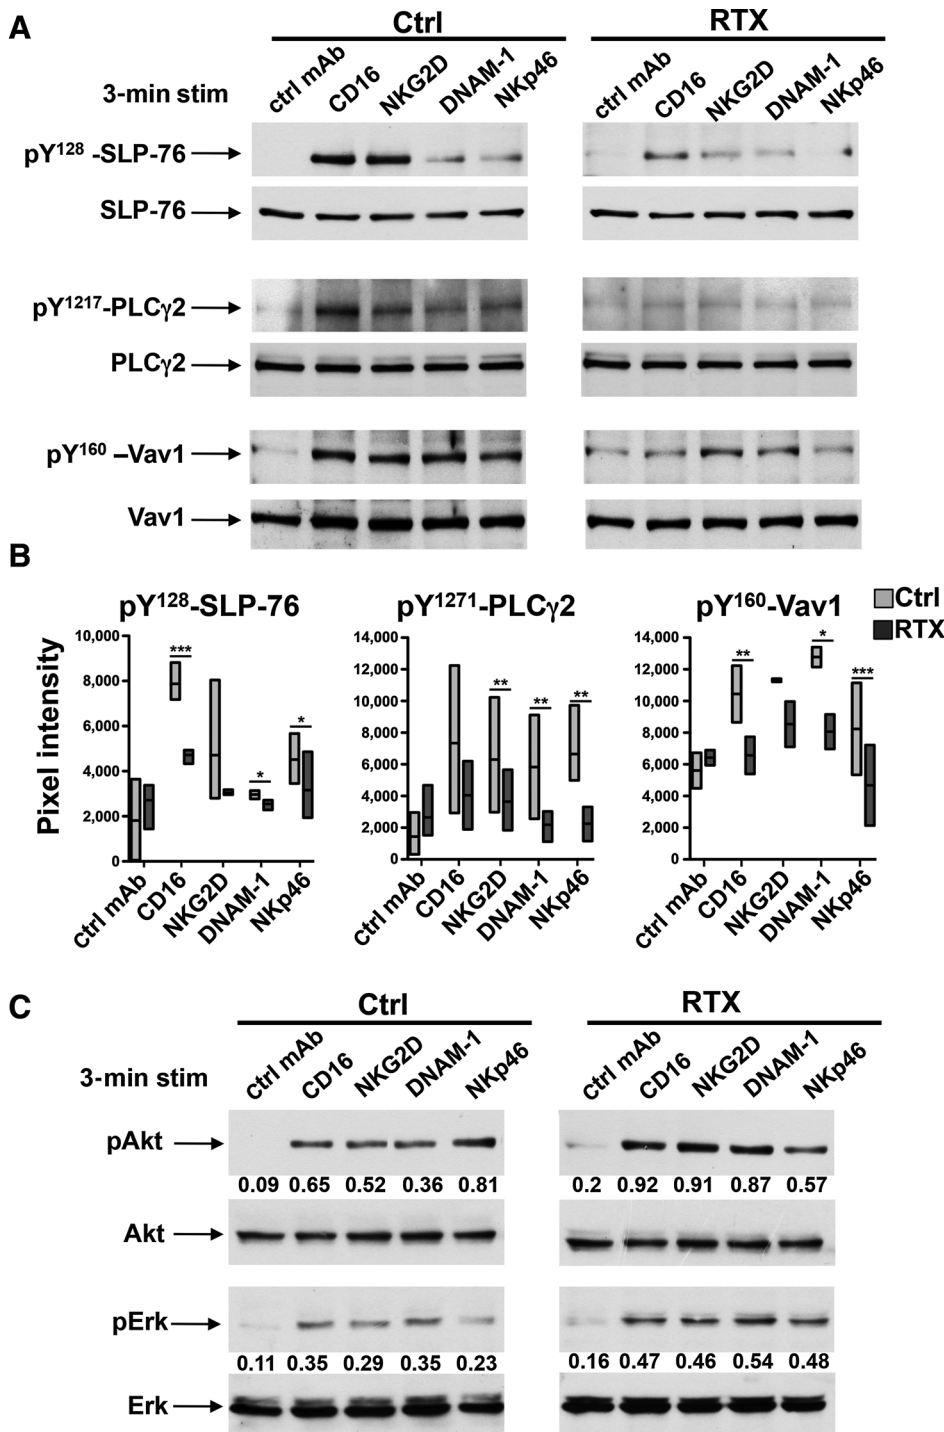 A
Ctrl
RTX
3-min stim
ctrl mAb CD16 NKG2D DNAM-1 NKp46
ctrl mAb CD16 NKG2D DNAM-1 NKp46
pY128 -SLP-76
SLP-76
pY1217-PLCγ2
PLCγ2
pY160 –Vav1
Vav1
B
pY128-SLP-76
pY1271-PLCγ2
pY160-Vav1
Ctrl
RTX
Pixel intensity
10,000
8,000
6,000
4,000
2,000
0
*** * *
ctrl mAb CD16 NKG2D DNAM-1 NKp46
14,000
12,000
10,000
8,000
6,000
4,000
2,000
0
** ** **
ctrl mAb CD16 NKG2D DNAM-1 NKp46
14,000
12,000
10,000
8,000
6,000
4,000
2,000
0
** * ***
ctrl mAb CD16 NKG2D DNAM-1 NKp46
C
Ctrl
RTX
3-min stim
ctrl mAb CD16 NKG2D DNAM-1 NKp46
ctrl mAb CD16 NKG2D DNAM-1 NKp46
pAkt
0.09 0.65 0.52 0.36 0.81
0.2 0.92 0.91 0.87 0.57
Akt
pErk
0.11 0.35 0.29 0.35 0.23
0.16 0.47 0.46 0.54 0.48
Erk